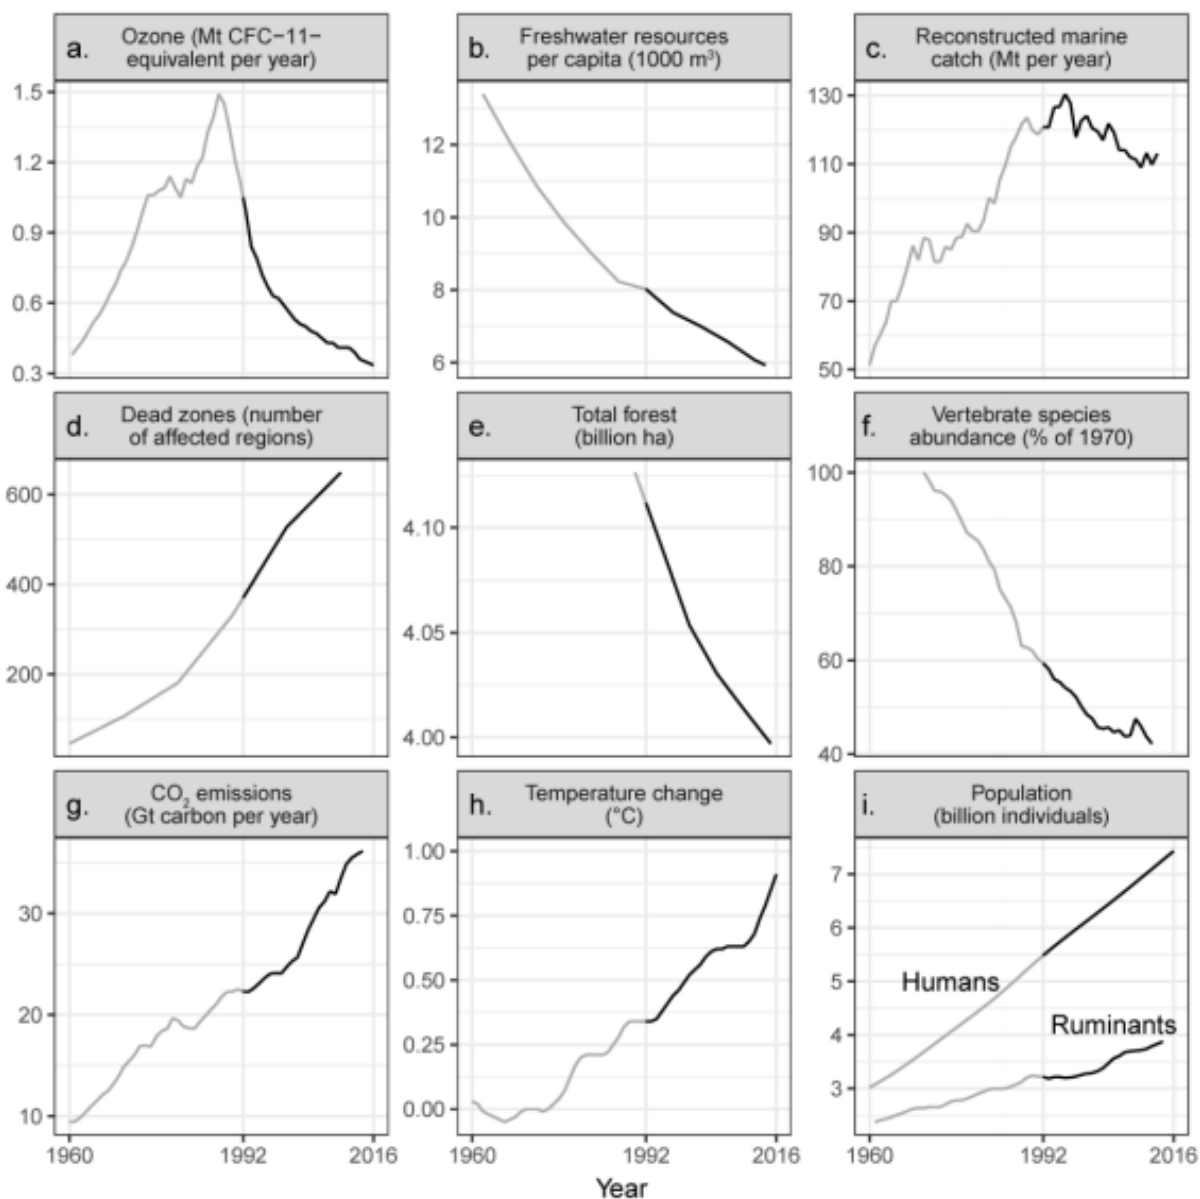 a. Ozone (Mt CFC−11−
equivalent per year)
b. Freshwater resources
per capita (1000 m³)
c. Reconstructed marine
catch (Mt per year)
1.5
1.2
0.9
0.6
0.3
12
10
8
6
130
110
90
70
50
d. Dead zones (number
of affected regions)
e. Total forest
(billion ha)
f. Vertebrate species
abundance (% of 1970)
600
400
200
4.10
4.05
4.00
100
80
60
40
g. CO₂ emissions
(Gt carbon per year)
h. Temperature change
(°C)
i. Population
(billion individuals)
30
20
10
1.00
0.75
0.50
0.25
0.00
7
6
5
4
3
Humans
Ruminants
1960 1992 2016
1960 1992 2016
1960 1992 2016
Year